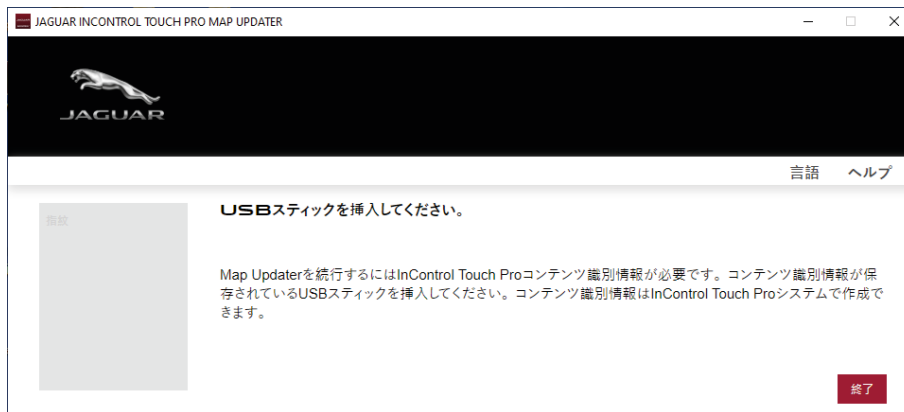 JAGUAR INCONTROL TOUCH PRO MAP UPDATER
JAGUAR
言語 ヘルプ
指紋
USBスティックを挿入してください。
Map Updaterを続行するにはInControl Touch Proコンテンツ識別情報が必要です。コンテンツ識別情報が保
存されているUSBスティックを挿入してください。コンテンツ識別情報はInControl Touch Proシステムで作成で
きます。
終了